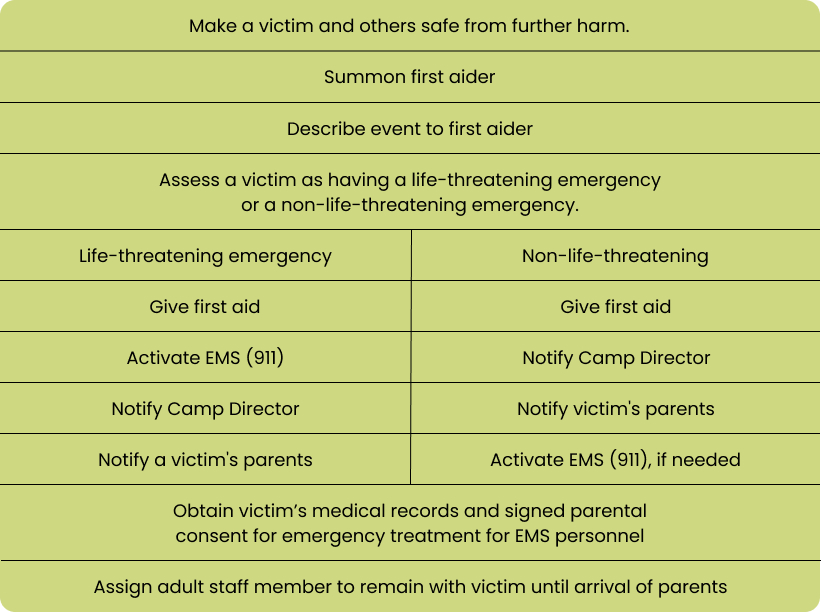 Make a victim and others safe from further harm.
Summon first aider
Describe event to first aider
Assess a victim as having a life-threatening emergency
or a non-life-threatening emergency.
Life-threatening emergency
Non-life-threatening
Give first aid
Give first aid
Activate EMS (911)
Notify Camp Director
Notify Camp Director
Notify victim's parents
Notify a victim's parents
Activate EMS (911), if needed
Obtain victim’s medical records and signed parental
consent for emergency treatment for EMS personnel
Assign adult staff member to remain with victim until arrival of parents